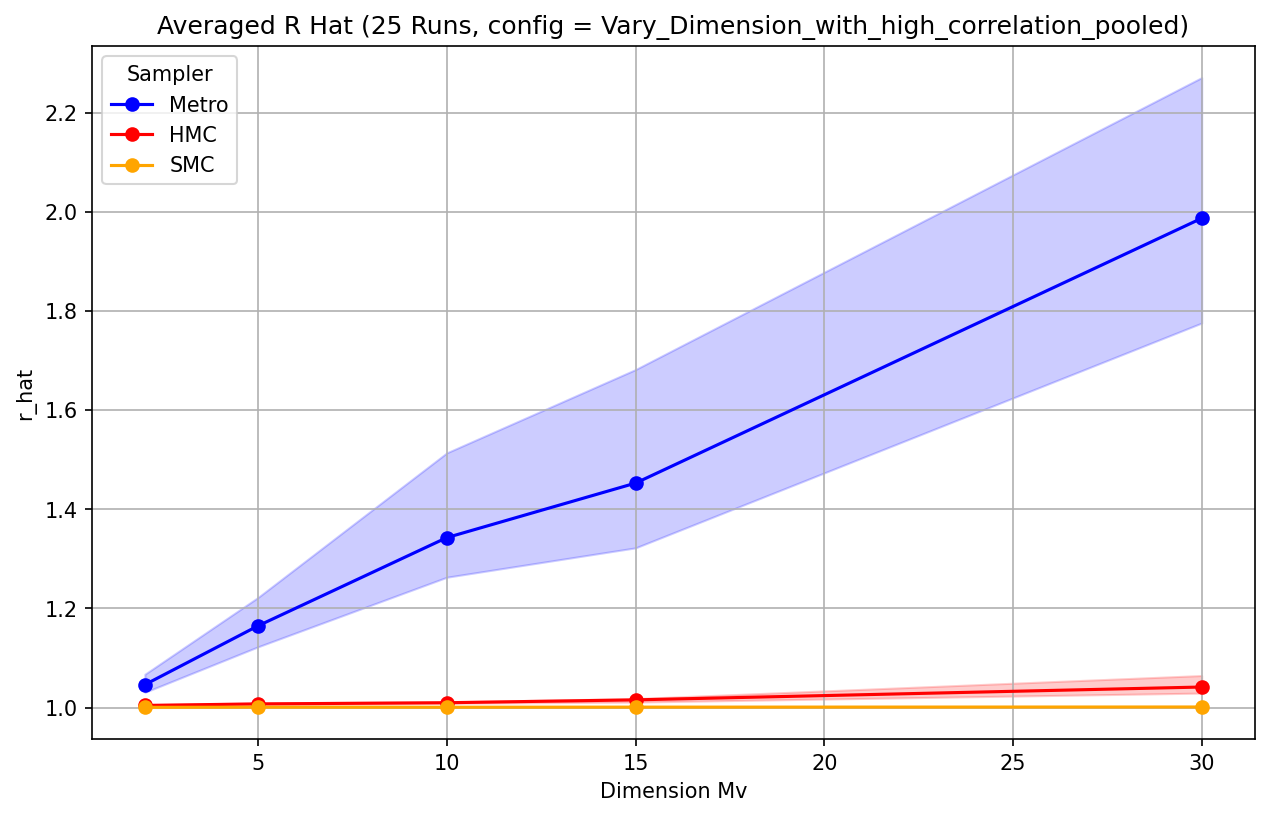 Averaged R Hat (25 Runs, config = Vary_Dimension_with_high_correlation_pooled)
Sampler
Metro
HMC
SMC
r_hat
2.2
2.0
1.8
1.6
1.4
1.2
1.0
5 10 15 20 25 30
Dimension Mv